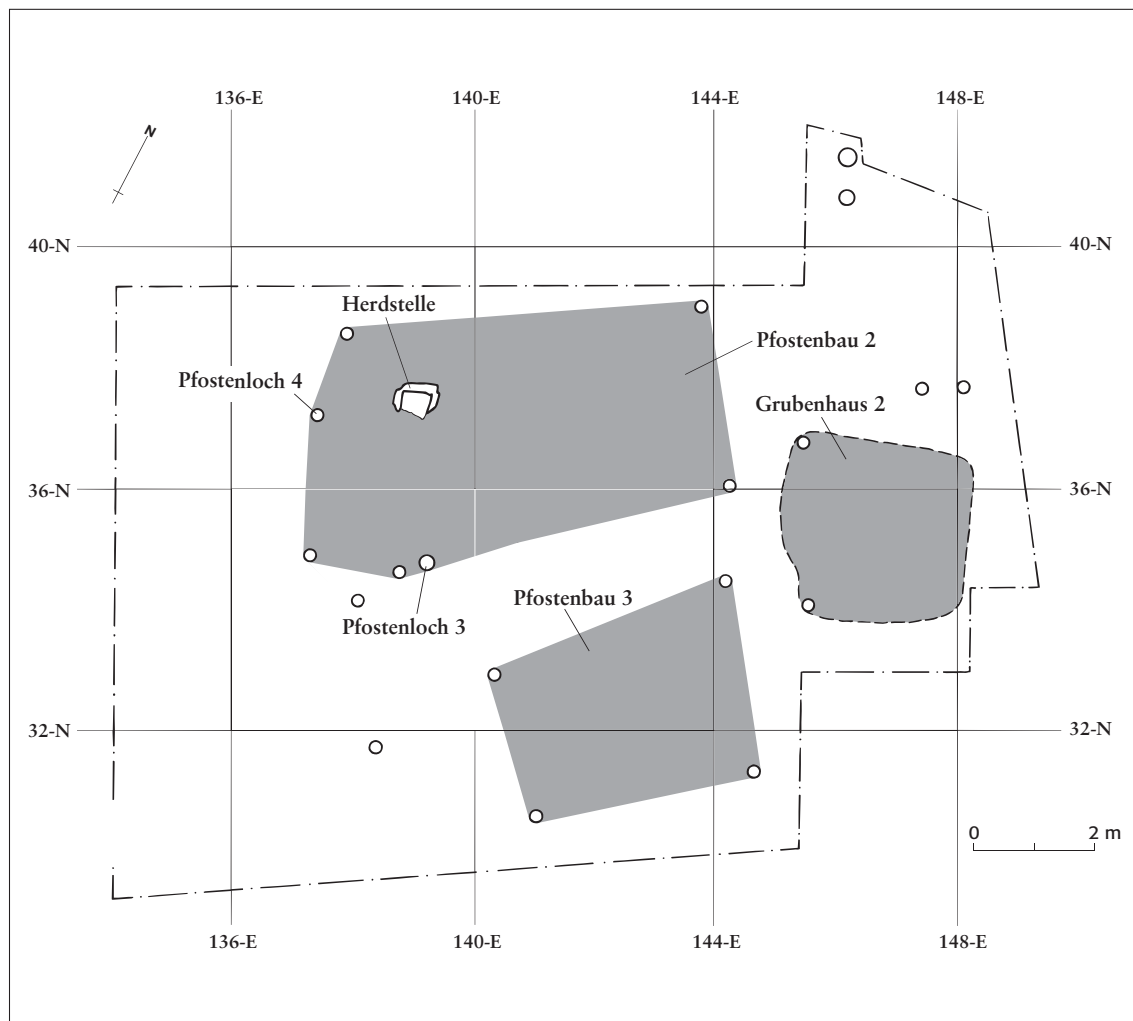 136-E 140-E 144-E 148-E
N
40-N 40-N
Herdstelle
Pfostenbau 2
Pfostenloch 4
Grubenhaus 2
36-N 36-N
Pfostenbau 3
Pfostenloch 3
32-N 32-N
0 2 m
136-E 140-E 144-E 148-E